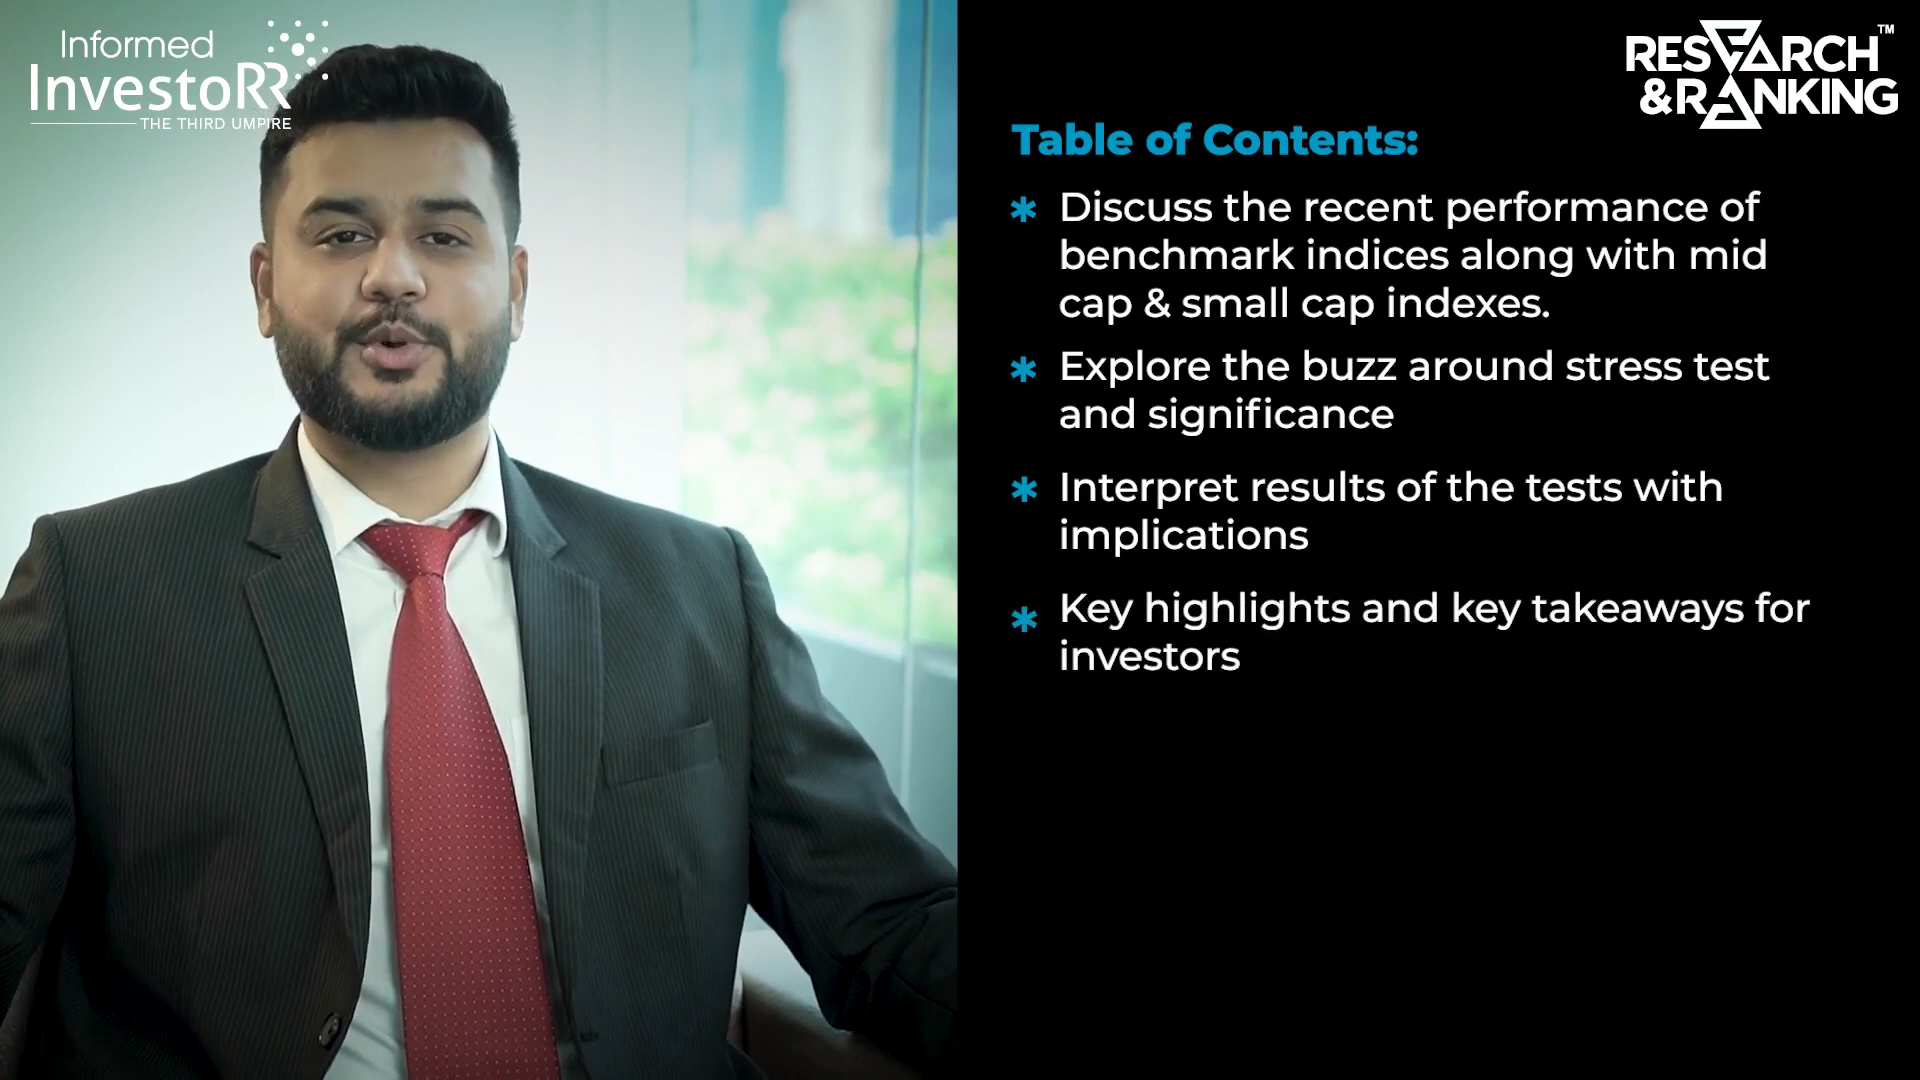 Informed
InvestoRR
THE THIRD UMPIRE
RESEARCH™
&RANKING
Table of Contents:
* Discuss the recent performance of
benchmark indices along with mid
cap & small cap indexes.
* Explore the buzz around stress test
and significance
* Interpret results of the tests with
implications
* Key highlights and key takeaways for
investors